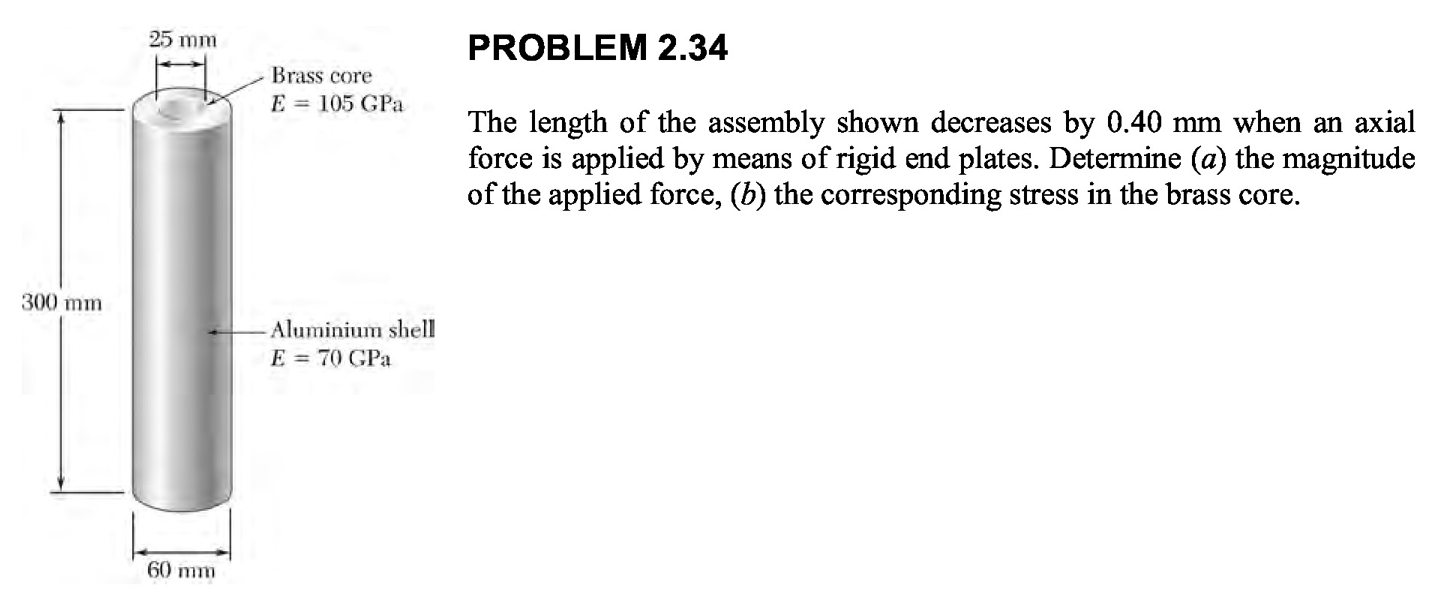 25 mm
Brass core
E = 105 GPa
300 mm
Aluminium shell
E = 70 GPa
60 mm
PROBLEM 2.34
The length of the assembly shown decreases by 0.40 mm when an axial
force is applied by means of rigid end plates. Determine (a) the magnitude
of the applied force, (b) the corresponding stress in the brass core.